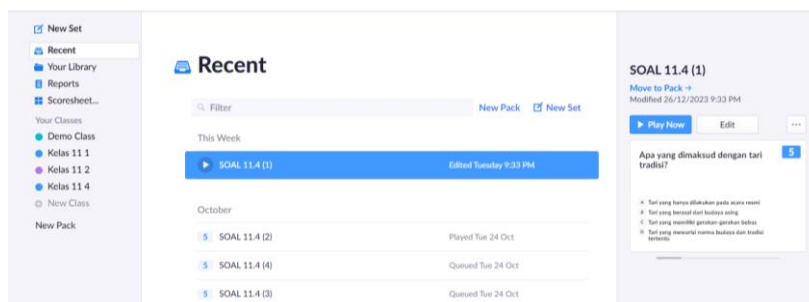 New Set
Recent
Your Library
Reports
Scoresheet...
Your Classes
Demo Class
Kelas 11 1
Kelas 11 2
Kelas 11 4
New Class
New Pack
Recent
Filter
New Pack New Set
This Week
SOAL 11.4 (1) Edited Tuesday 9:33 PM
October
5 SOAL 11.4 (2) Played Tue 24 Oct
5 SOAL 11.4 (4) Queued Tue 24 Oct
5 SOAL 11.4 (3) Queued Tue 24 Oct
SOAL 11.4 (1)
Move to Pack →
Modified 26/12/2023 9:33 PM
Play Now Edit ...
Apa yang dimaksud dengan tari 5
tradisi?
A Tari yang hanya dilakukan pada acara resmi
B Tari yang berasal dari budaya asing
C Tari yang memiliki gerakan-gerakan bebas
D Tari yang mewarisi norma budaya dan tradisi
tertentu